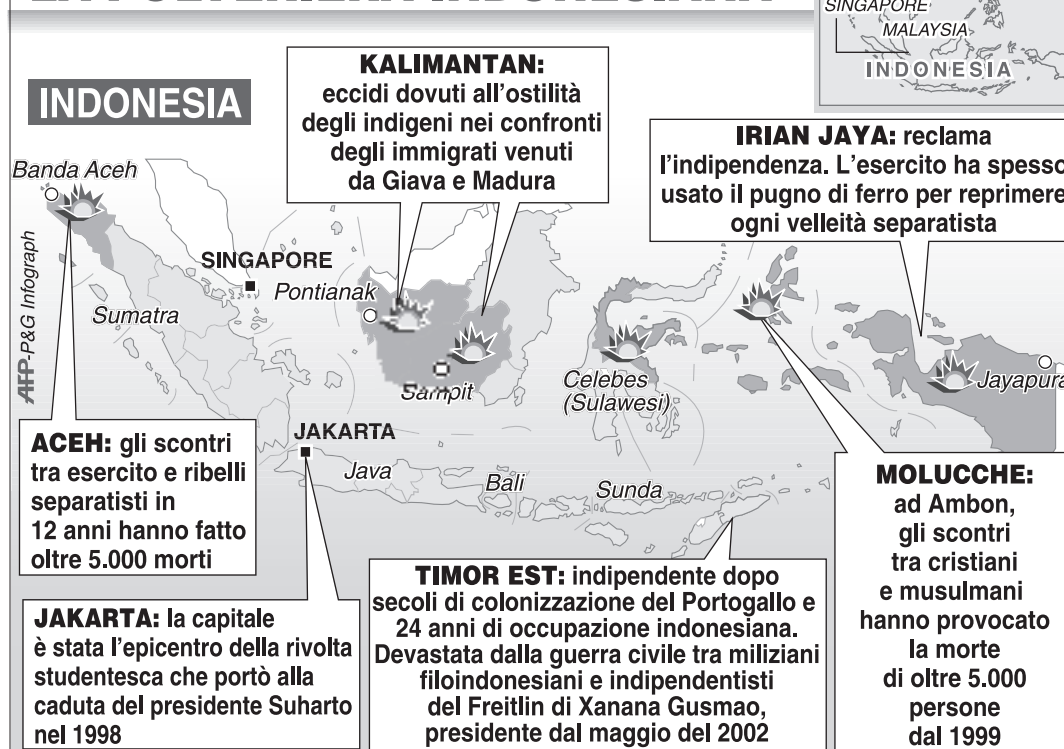 LA POLVERIERA INDONESIANA
SINGAPORE
MALAYSIA
INDONESIA
INDONESIA
KALIMANTAN:
eccidi dovuti all'ostilità
degli indigeni nei confronti
degli immigrati venuti
da Giava e Madura
IRIAN JAYA: reclama
l'indipendenza. L'esercito ha spesso
usato il pugno di ferro per reprimere
ogni velleità separatista
Banda Aceh
SINGAPORE
Pontianak
Sumatra
AFP-P&G Infograph
Sampit
Celebes
(Sulawesi)
Jayapura
JAKARTA
Java
Bali
Sunda
ACEH: gli scontri
tra esercito e ribelli
separatisti in
12 anni hanno fatto
oltre 5.000 morti
JAKARTA: la capitale
è stata l'epicentro della rivolta
studentesca che portò alla
caduta del presidente Suharto
nel 1998
TIMOR EST: indipendente dopo
secoli di colonizzazione del Portogallo e
24 anni di occupazione indonesiana.
Devastata dalla guerra civile tra miliziani
filoindonesiani e indipendentisti
del Freitlin di Xanana Gusmao,
presidente dal maggio del 2002
MOLUCCHE:
ad Ambon,
gli scontri
tra cristiani
e musulmani
hanno provocato
la morte
di oltre 5.000
persone
dal 1999